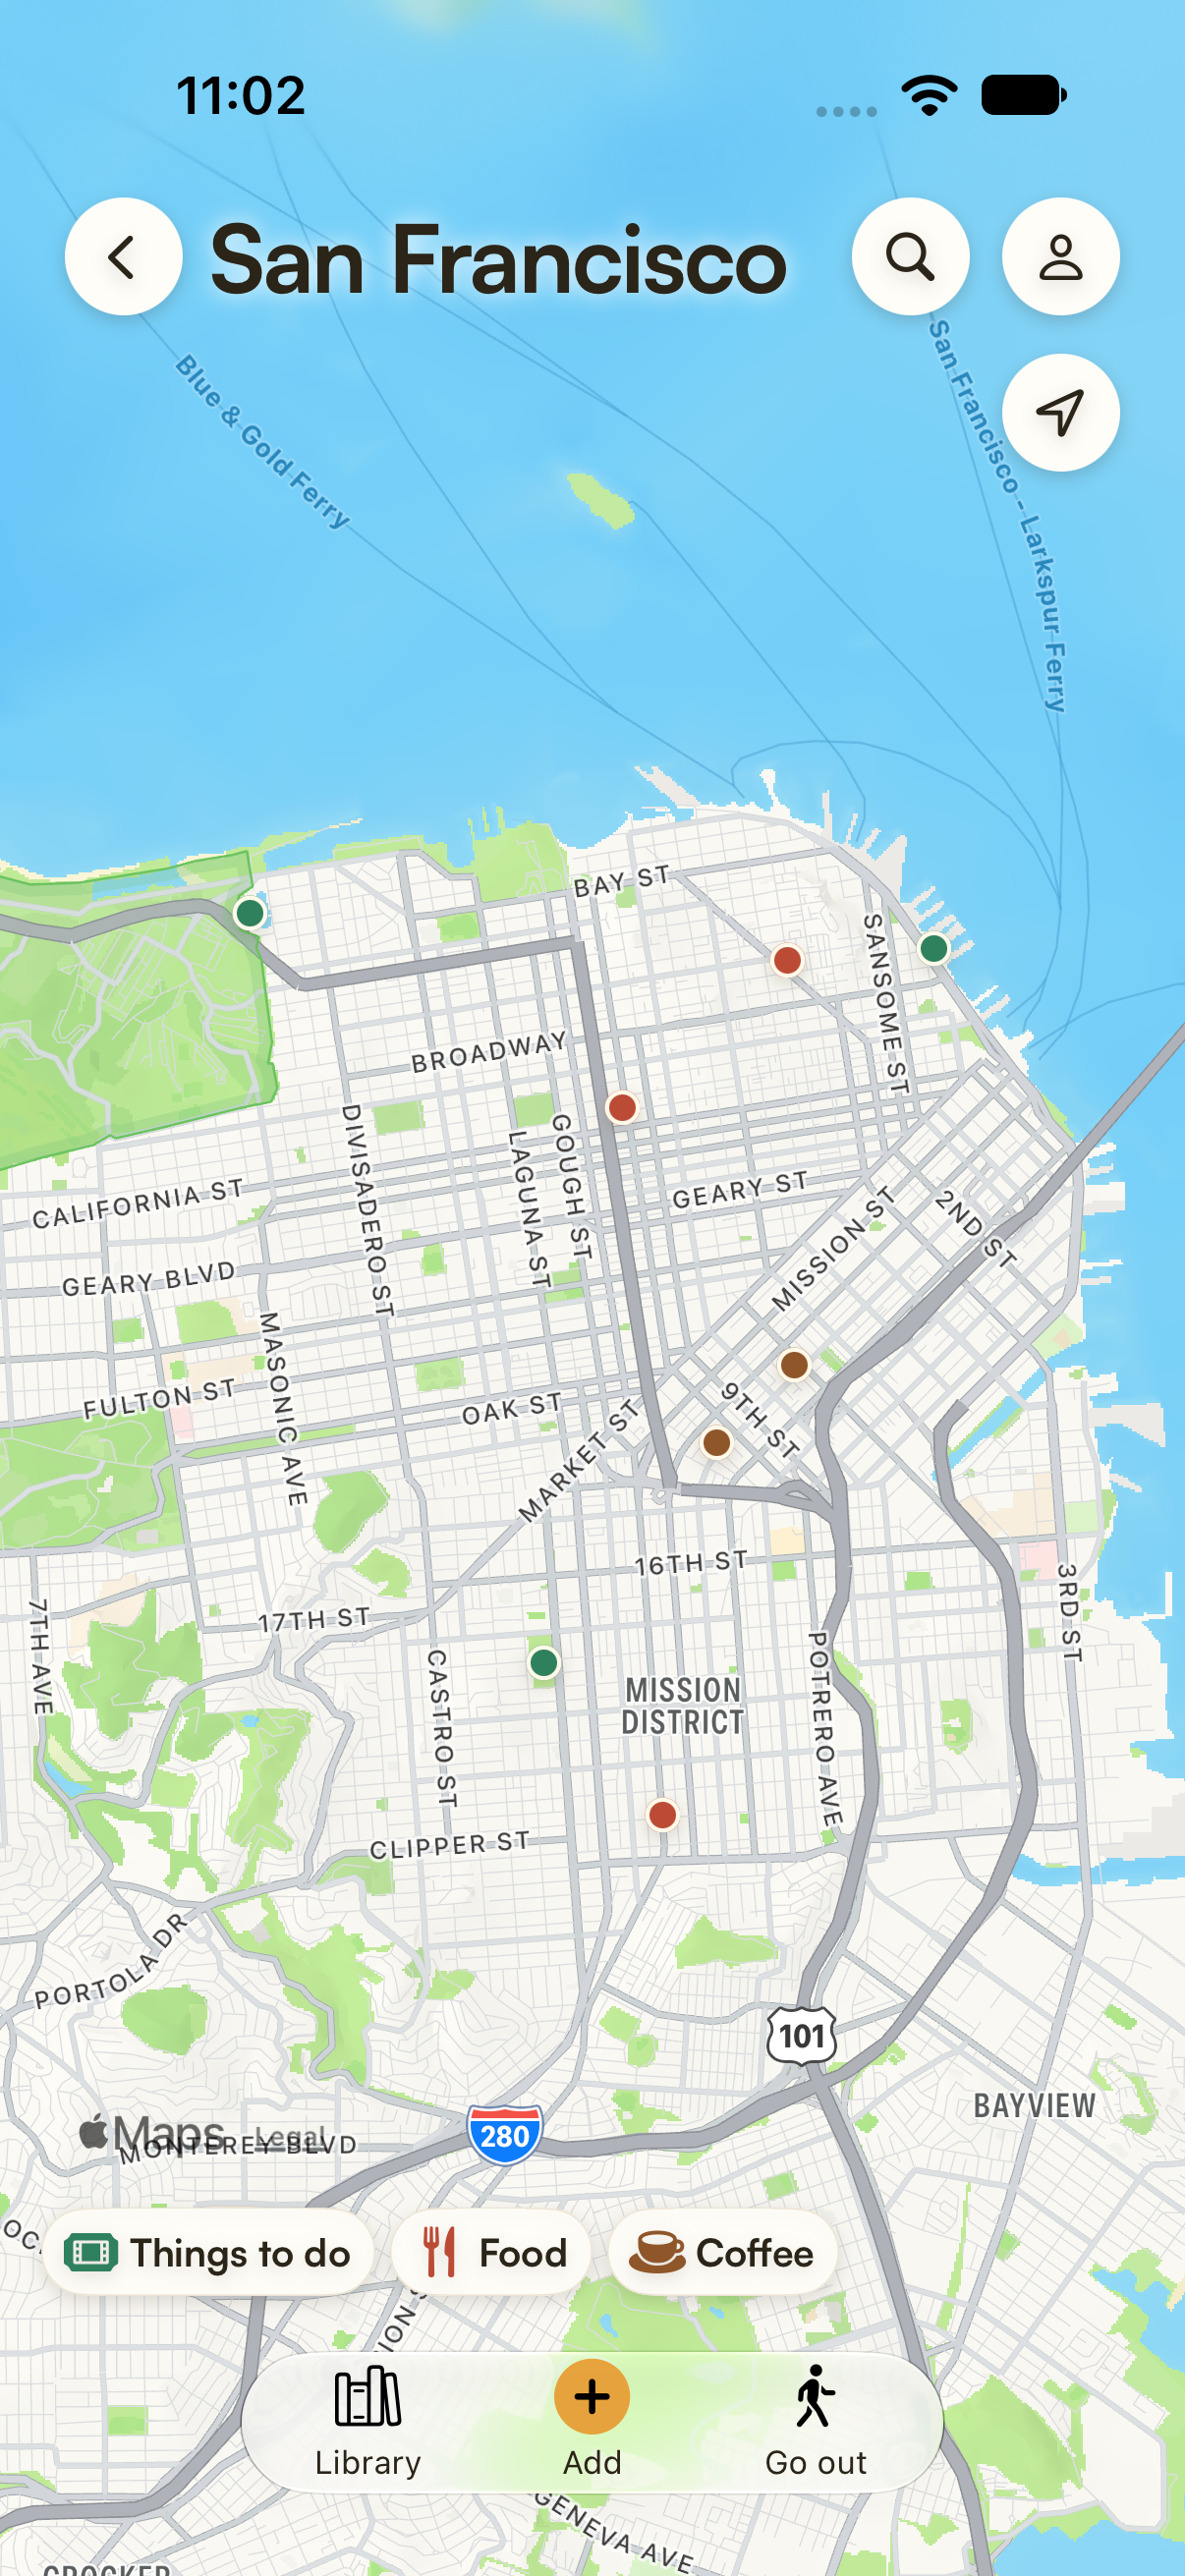 11:02
San Francisco
Blue & Gold Ferry
San Francisco - Larkspur Ferry
BAY ST
SANSOME ST
BROADWAY
DIVISADERO ST
LAGUNA ST
GOUGH ST
GEARY ST
CALIFORNIA ST
MISSION ST
2ND ST
GEARY BLVD
MASONIC AVE
FULTON ST
OAK ST
MARKET ST
9TH ST
16TH ST
3RD ST
17TH ST
7TH AVE
CASTRO ST
MISSION
DISTRICT
POTRERO AVE
CLIPPER ST
PORTOLA DR
101
BAYVIEW
280
Maps Legal
MONTEREY BLVD
Things to do
Food
Coffee
Library
Add
Go out
GENEVA AVE